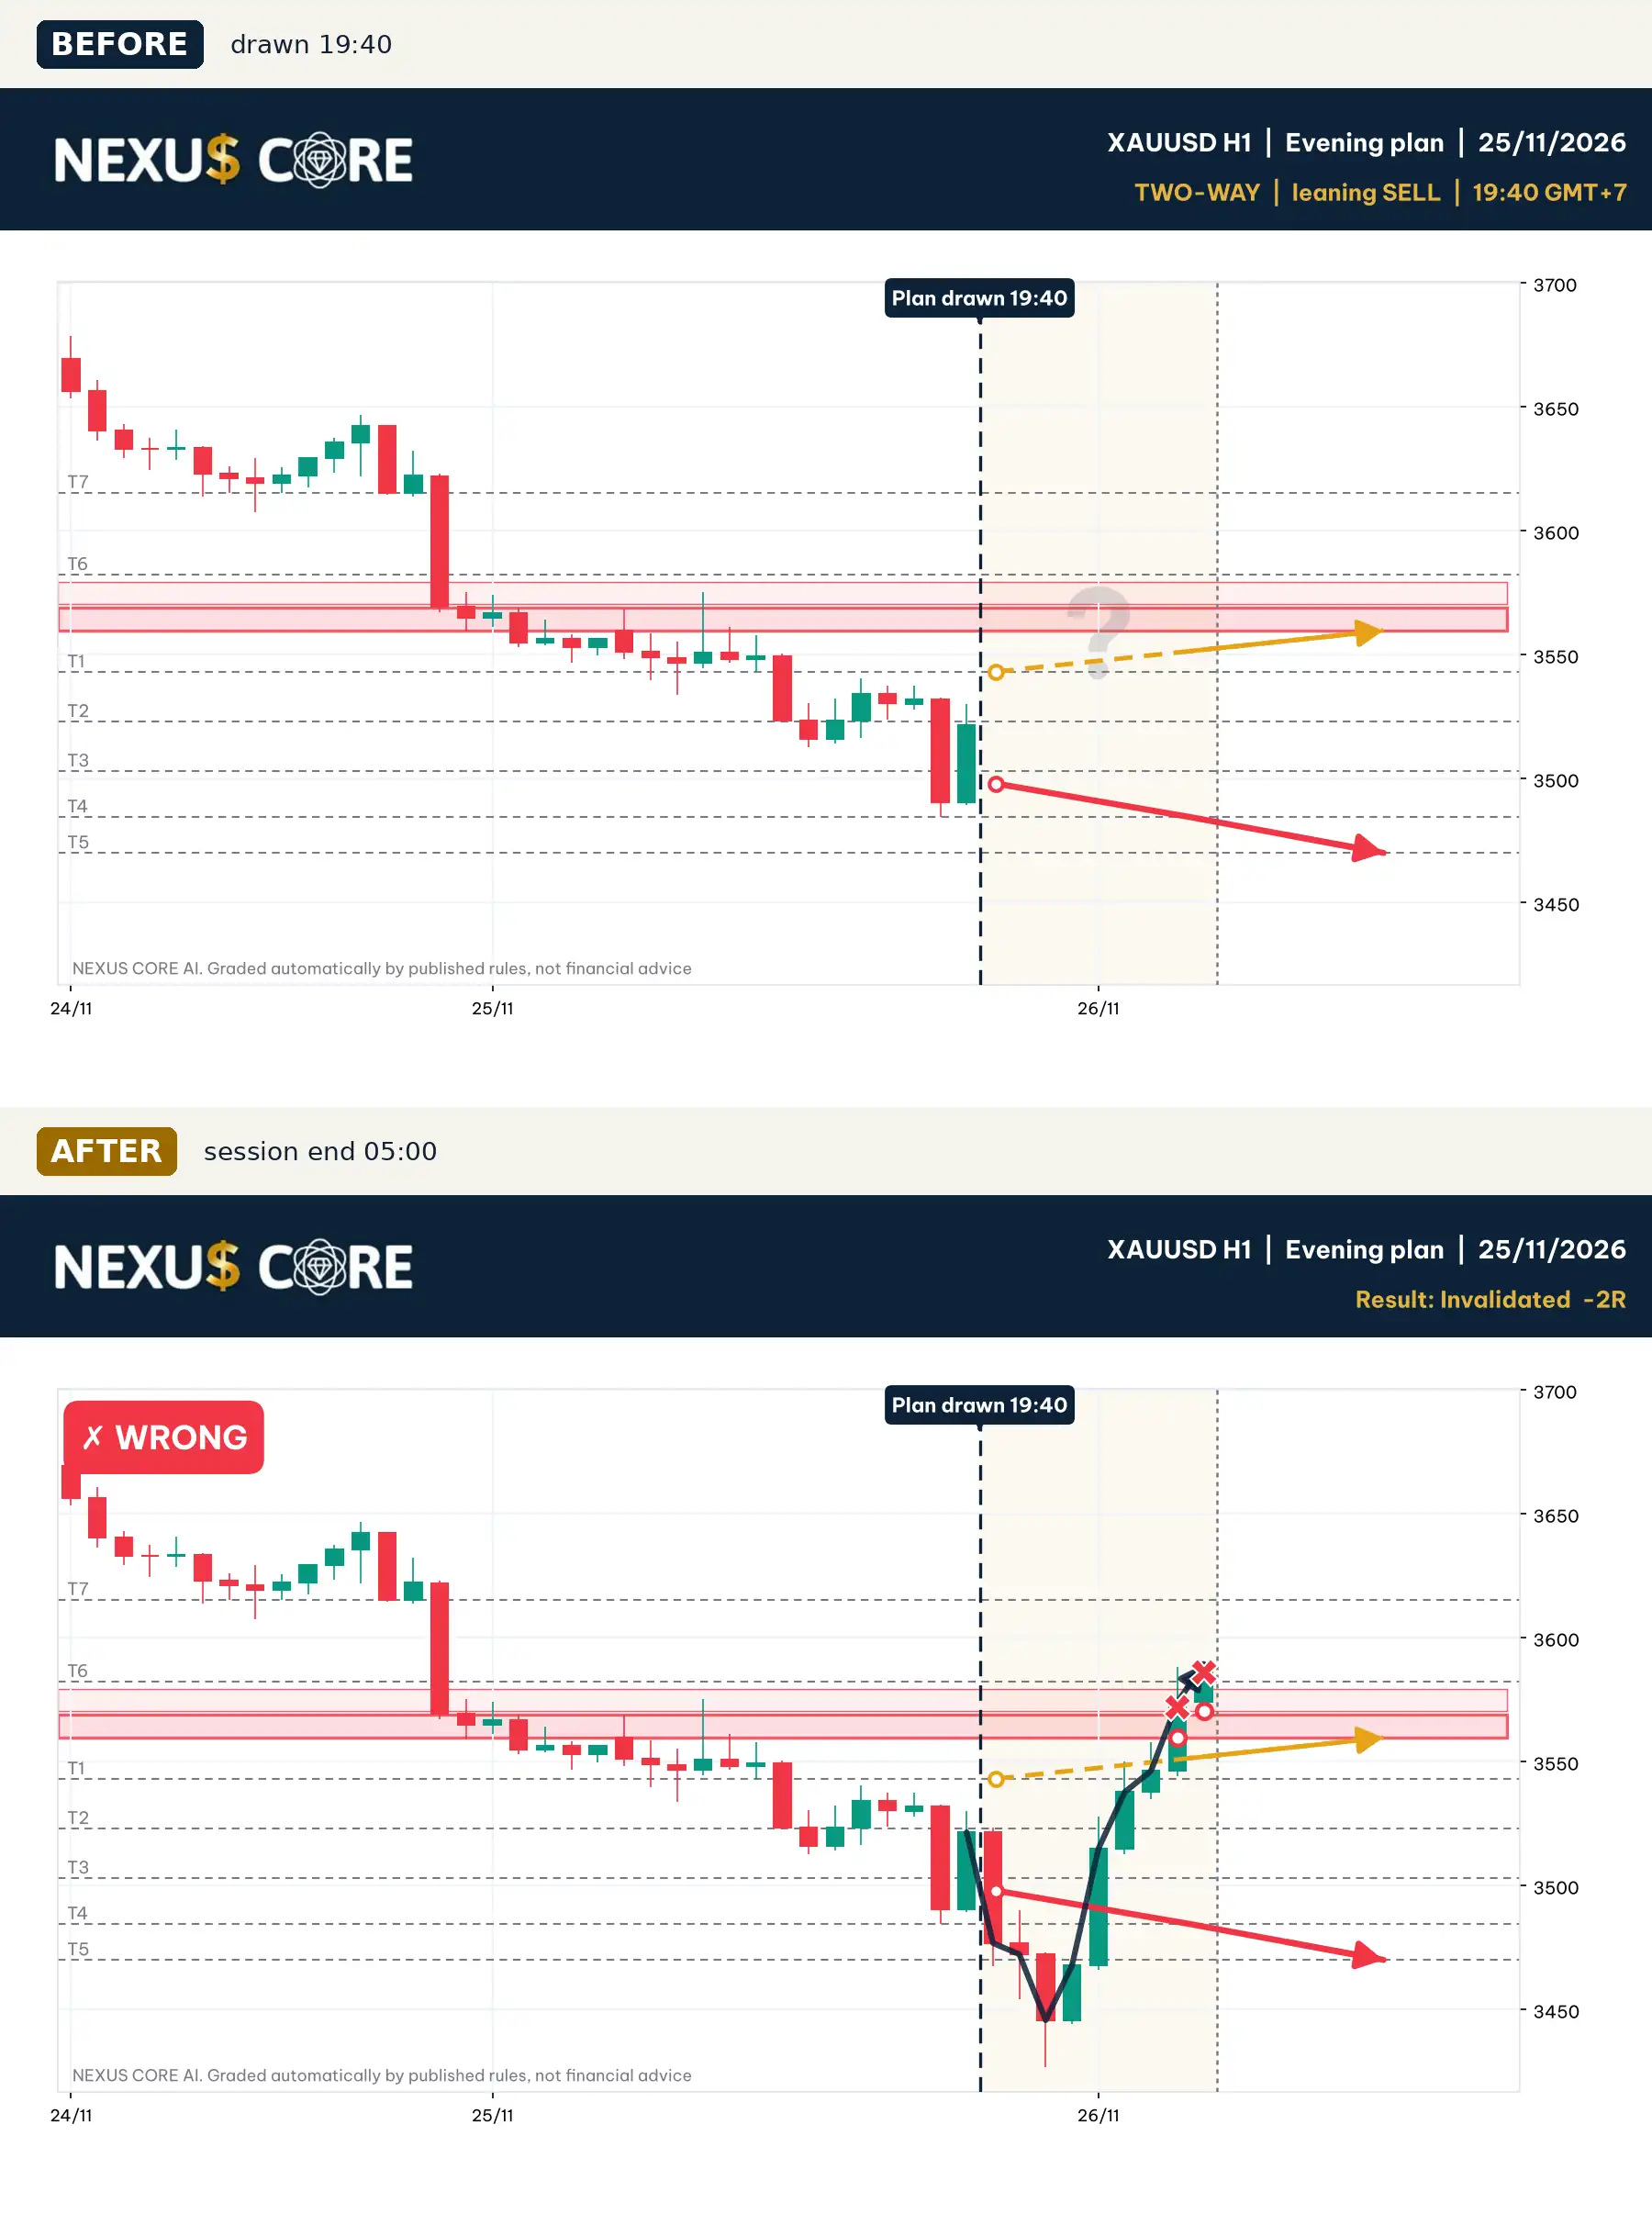 BEFORE drawn 19:40
NEXU$ CORE
XAUUSD H1 | Evening plan | 25/11/2026
TWO-WAY | leaning SELL | 19:40 GMT+7
Plan drawn 19:40
3700
3650
T7
3600
T6
?
T1
3550
T2
T3
3500
T4
T5
3450
NEXUS CORE AI. Graded automatically by published rules, not financial advice
24/11 25/11 26/11
AFTER session end 05:00
NEXU$ CORE
XAUUSD H1 | Evening plan | 25/11/2026
Result: Invalidated -2R
Plan drawn 19:40
3700
✗ WRONG
3650
T7
3600
T6
T1
3550
T2
T3
3500
T4
T5
3450
NEXUS CORE AI. Graded automatically by published rules, not financial advice
24/11 25/11 26/11